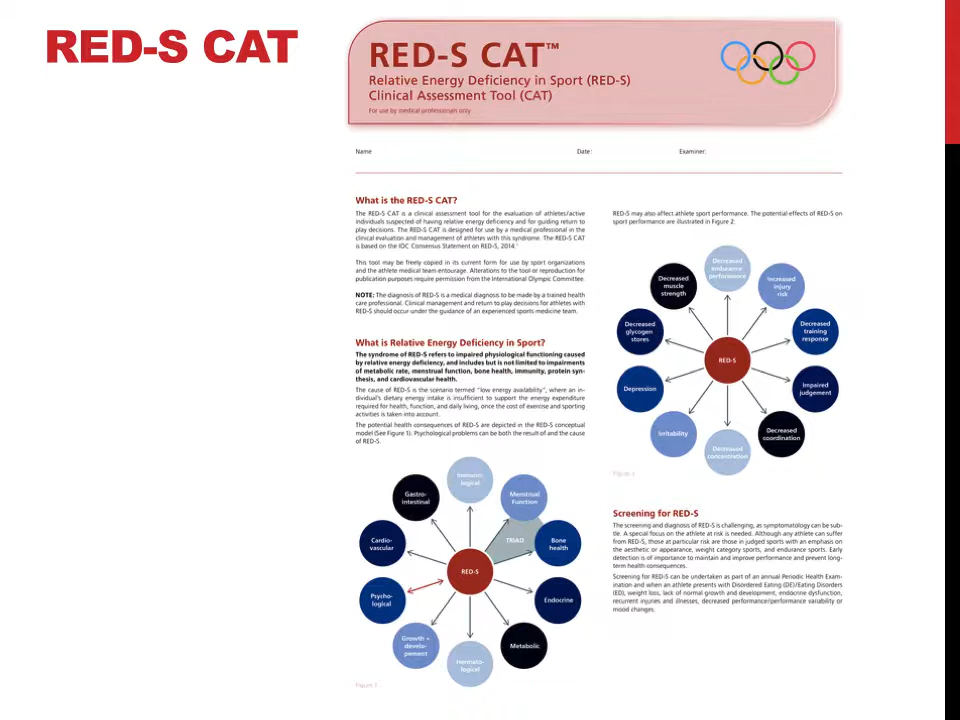 RED-S CAT
RED-S CAT™
Relative Energy Deficiency in Sport (RED-S)
Clinical Assessment Tool (CAT)
For use by medical professionals only
Name
Date:
Examiner:
What is the RED-S CAT?
The RED-S CAT is a clinical assessment tool for the evaluation of athletes/active
individuals suspected of having relative energy deficiency and for guiding return to
play decisions. The RED-S CAT is designed for use by a medical professional in the
clinical evaluation and management of athletes with this syndrome. The RED-S CAT
is based on the IOC Consensus Statement on RED-S, 2014.¹
This tool may be freely copied in its current form for use by sport organizations
and the athlete medical team entourage. Alterations to the tool or reproduction for
publication purposes require permission from the International Olympic Committee.
NOTE: The diagnosis of RED-S is a medical diagnosis to be made by a trained health
care professional. Clinical management and return to play decisions for athletes with
RED-S should occur under the guidance of an experienced sports medicine team.
What is Relative Energy Deficiency in Sport?
The syndrome of RED-S refers to impaired physiological functioning caused
by relative energy deficiency, and includes but is not limited to impairments
of metabolic rate, menstrual function, bone health, immunity, protein syn-
thesis, and cardiovascular health.
The cause of RED-S is the scenario termed "low energy availability", where an in-
dividual's dietary energy intake is insufficient to support the energy expenditure
required for health, function, and daily living, once the cost of exercise and sporting
activities is taken into account.
The potential health consequences of RED-S are depicted in the RED-S conceptual
model (See Figure 1). Psychological problems can be both the result of and the cause
of RED-S.
Immuno-
logical
Menstrual
Function
TRIAD
Bone
health
Endocrine
Metabolic
Hemato-
logical
Growth +
develo-
pement
Psycho-
logical
Cardio-
vascular
Gastro-
intestinal
RED-S
Figure 1
RED-S may also affect athlete sport performance. The potential effects of RED-S on
sport performance are illustrated in Figure 2:
Decreased
endurance
performance
Increased
injury
risk
Decreased
training
response
Impaired
judgement
Decreased
coordination
Decreased
concentration
Irritability
Depression
Decreased
glycogen
stores
Decreased
muscle
strength
RED-S
Figure 2
Screening for RED-S
The screening and diagnosis of RED-S is challenging, as symptomatology can be sub-
tle. A special focus on the athlete at risk is needed. Although any athlete can suffer
from RED-S, those at particular risk are those in judged sports with an emphasis on
the aesthetic or appearance, weight category sports, and endurance sports. Early
detection is of importance to maintain and improve performance and prevent long-
term health consequences.
Screening for RED-S can be undertaken as part of an annual Periodic Health Exam-
ination and when an athlete presents with Disordered Eating (DE)/Eating Disorders
(ED), weight loss, lack of normal growth and development, endocrine dysfunction,
recurrent injuries and illnesses, decreased performance/performance variability or
mood changes.